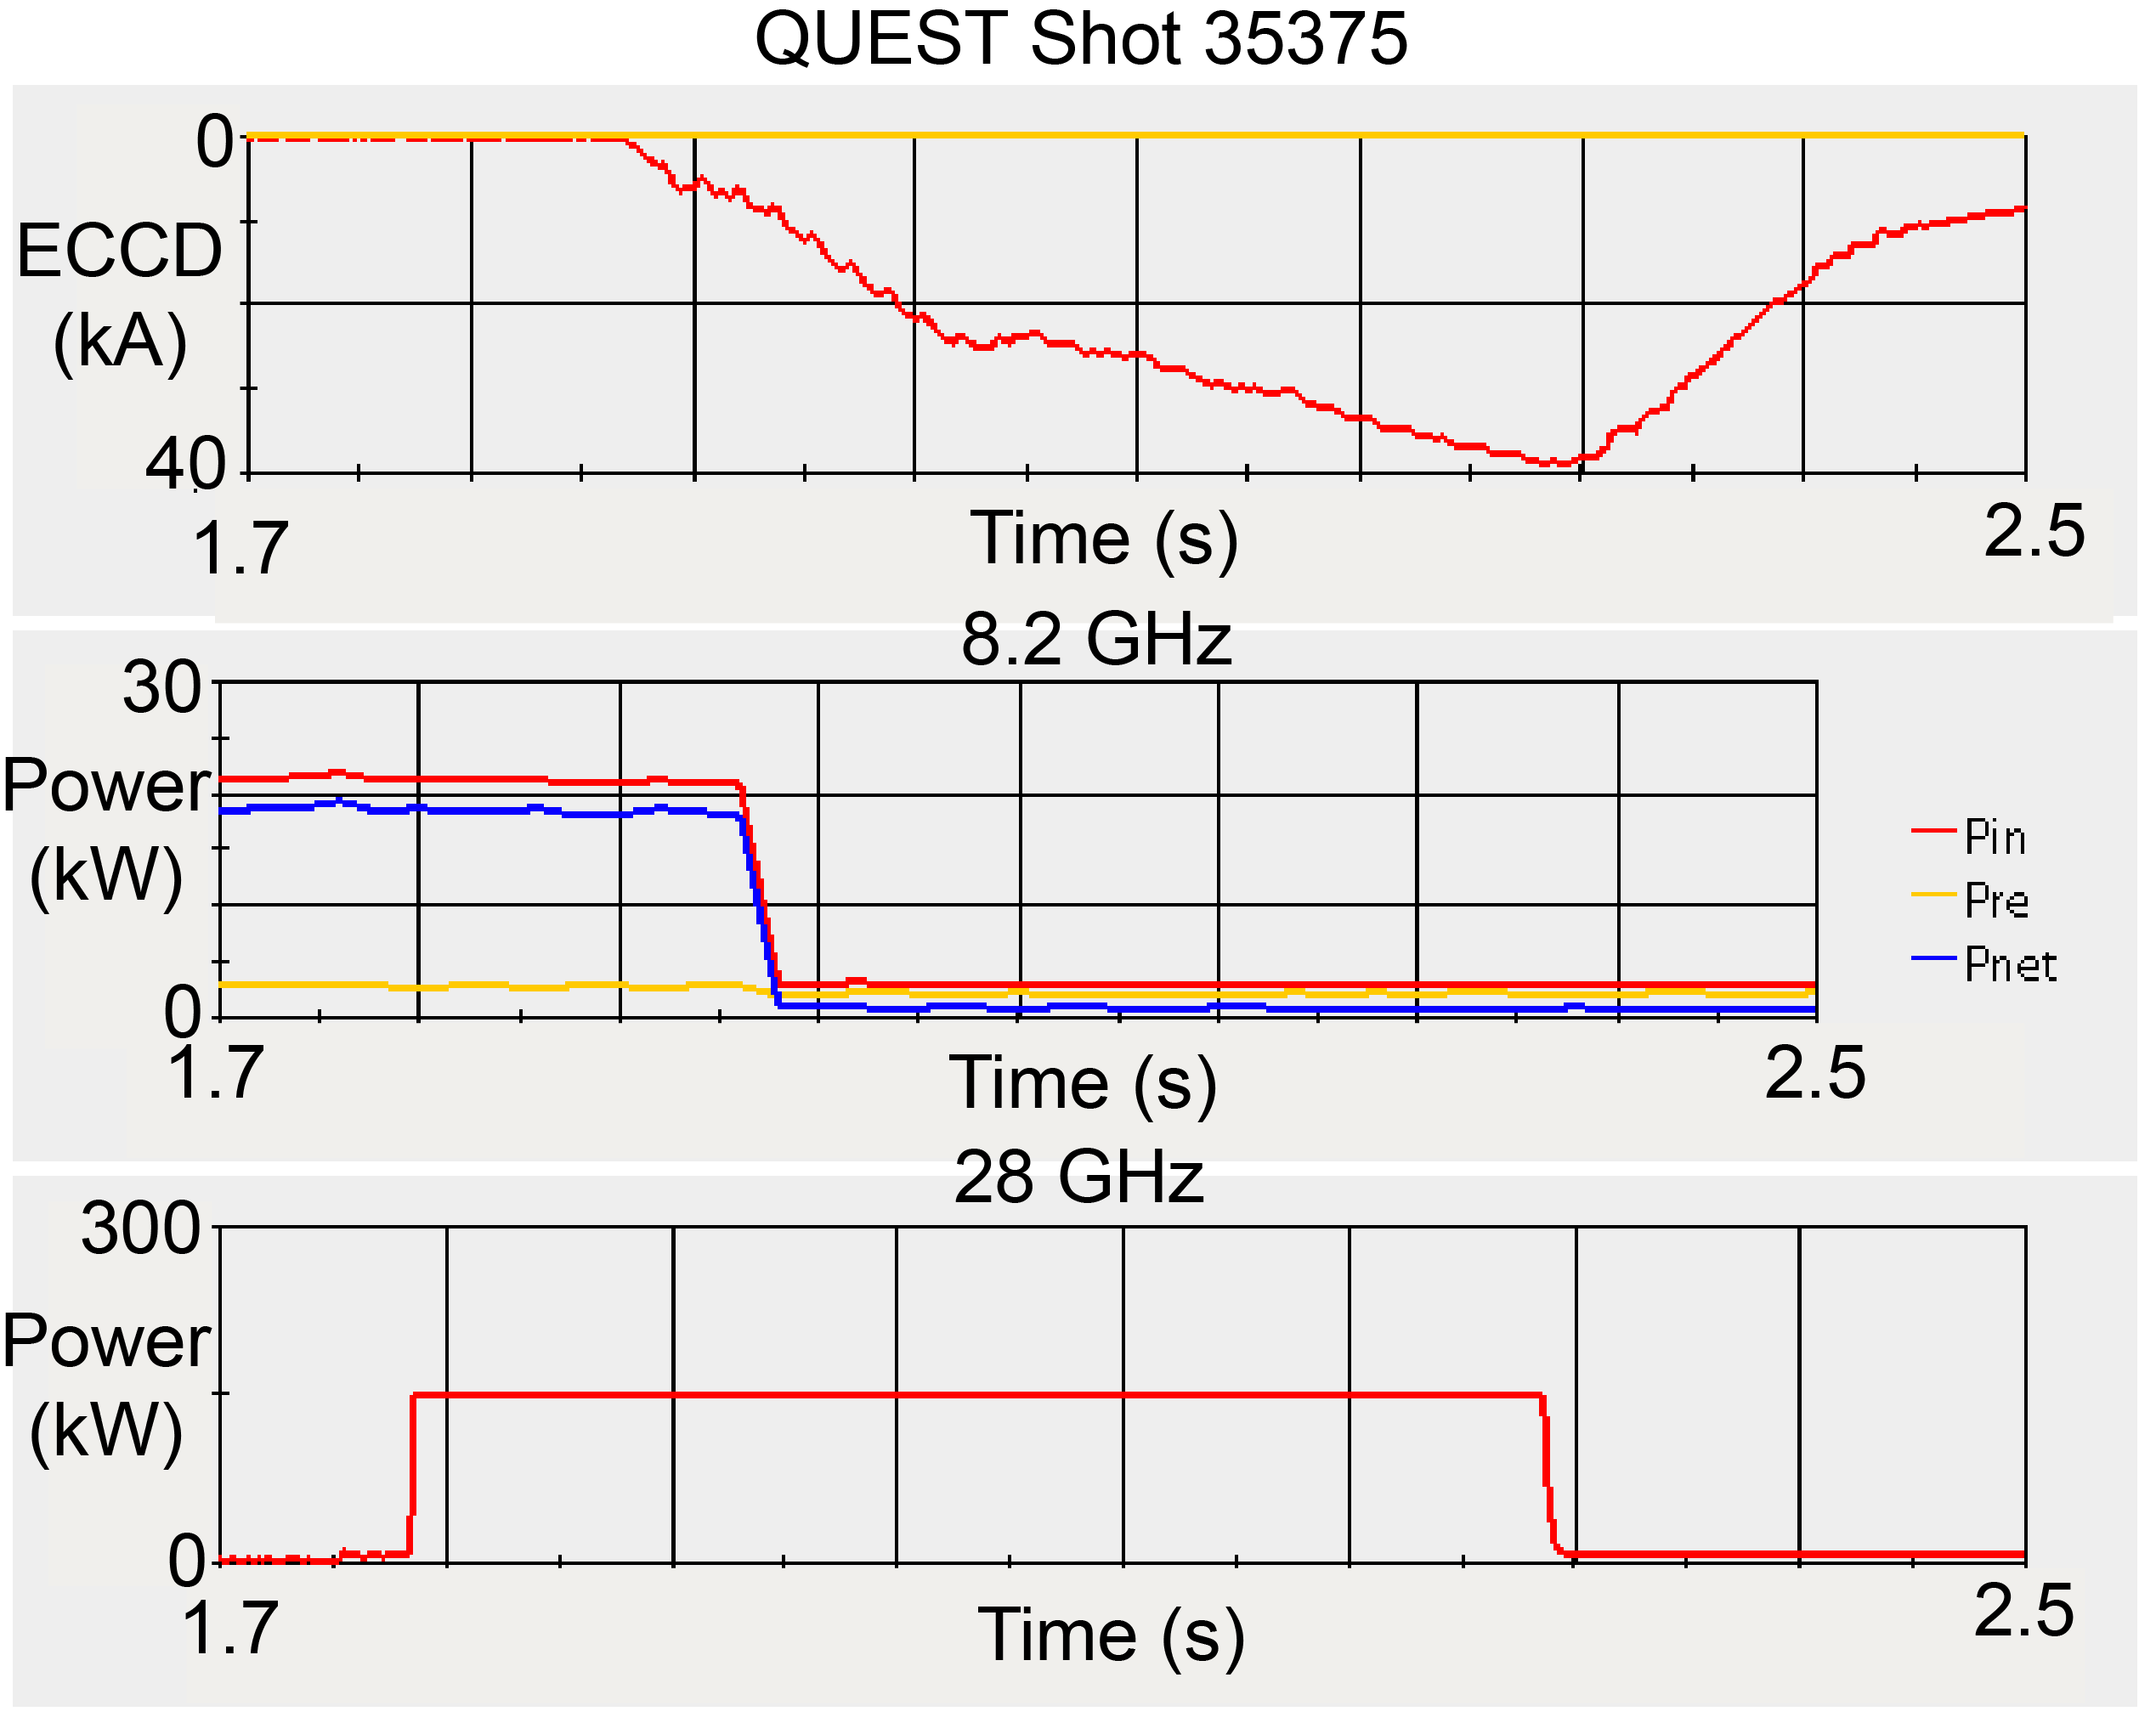 QUEST Shot 35375
0
ECCD
(kA)
40
1.7
Time (s)
2.5
8.2 GHz
30
Power
(kW)
0
1.7
Time (s)
2.5
Pin
Pre
Pnet
28 GHz
300
Power
(kW)
0
1.7
Time (s)
2.5